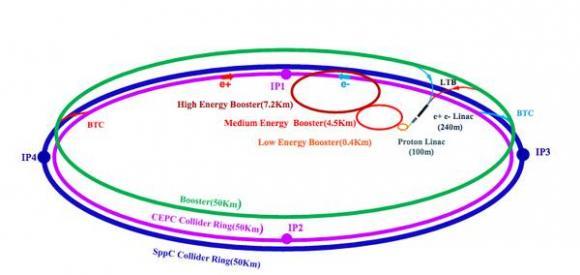 e+
IP1
e-
LTB
High Energy Booster(7.2Km)
BTC
Medium Energy Booster(4.5Km)
e+ e- Linac
(240m)
BTC
Low Energy Booster(0.4Km)
Proton Linac
(100m)
IP4
IP3
Booster(50Km)
CEPC Collider Ring(50Km)
IP2
SppC Collider Ring(50Km)